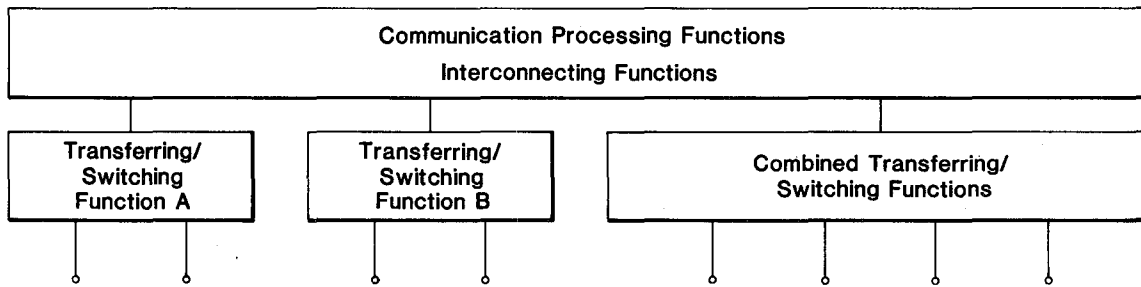 Communication Processing Functions
Interconnecting Functions
Transferring/
Switching
Function A
Transferring/
Switching
Function B
Combined Transferring/
Switching Functions